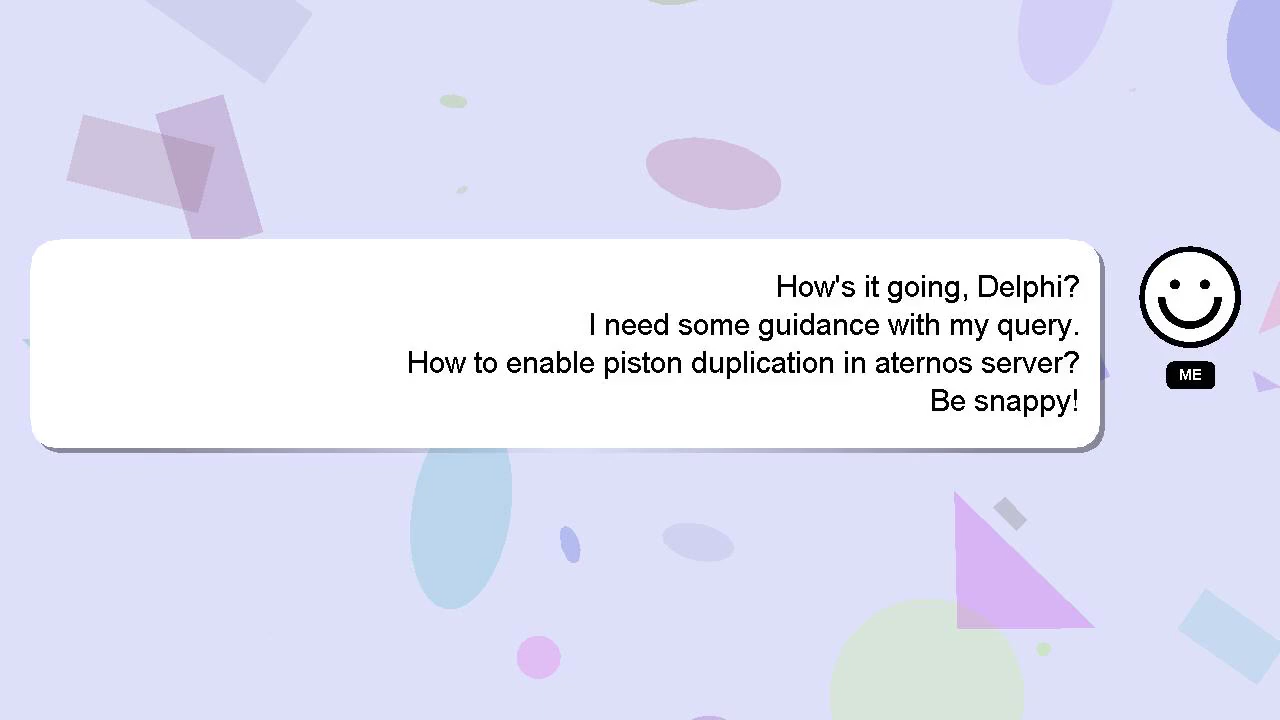 How's it going, Delphi?
I need some guidance with my query.
How to enable piston duplication in aternos server?
Be snappy!
ME